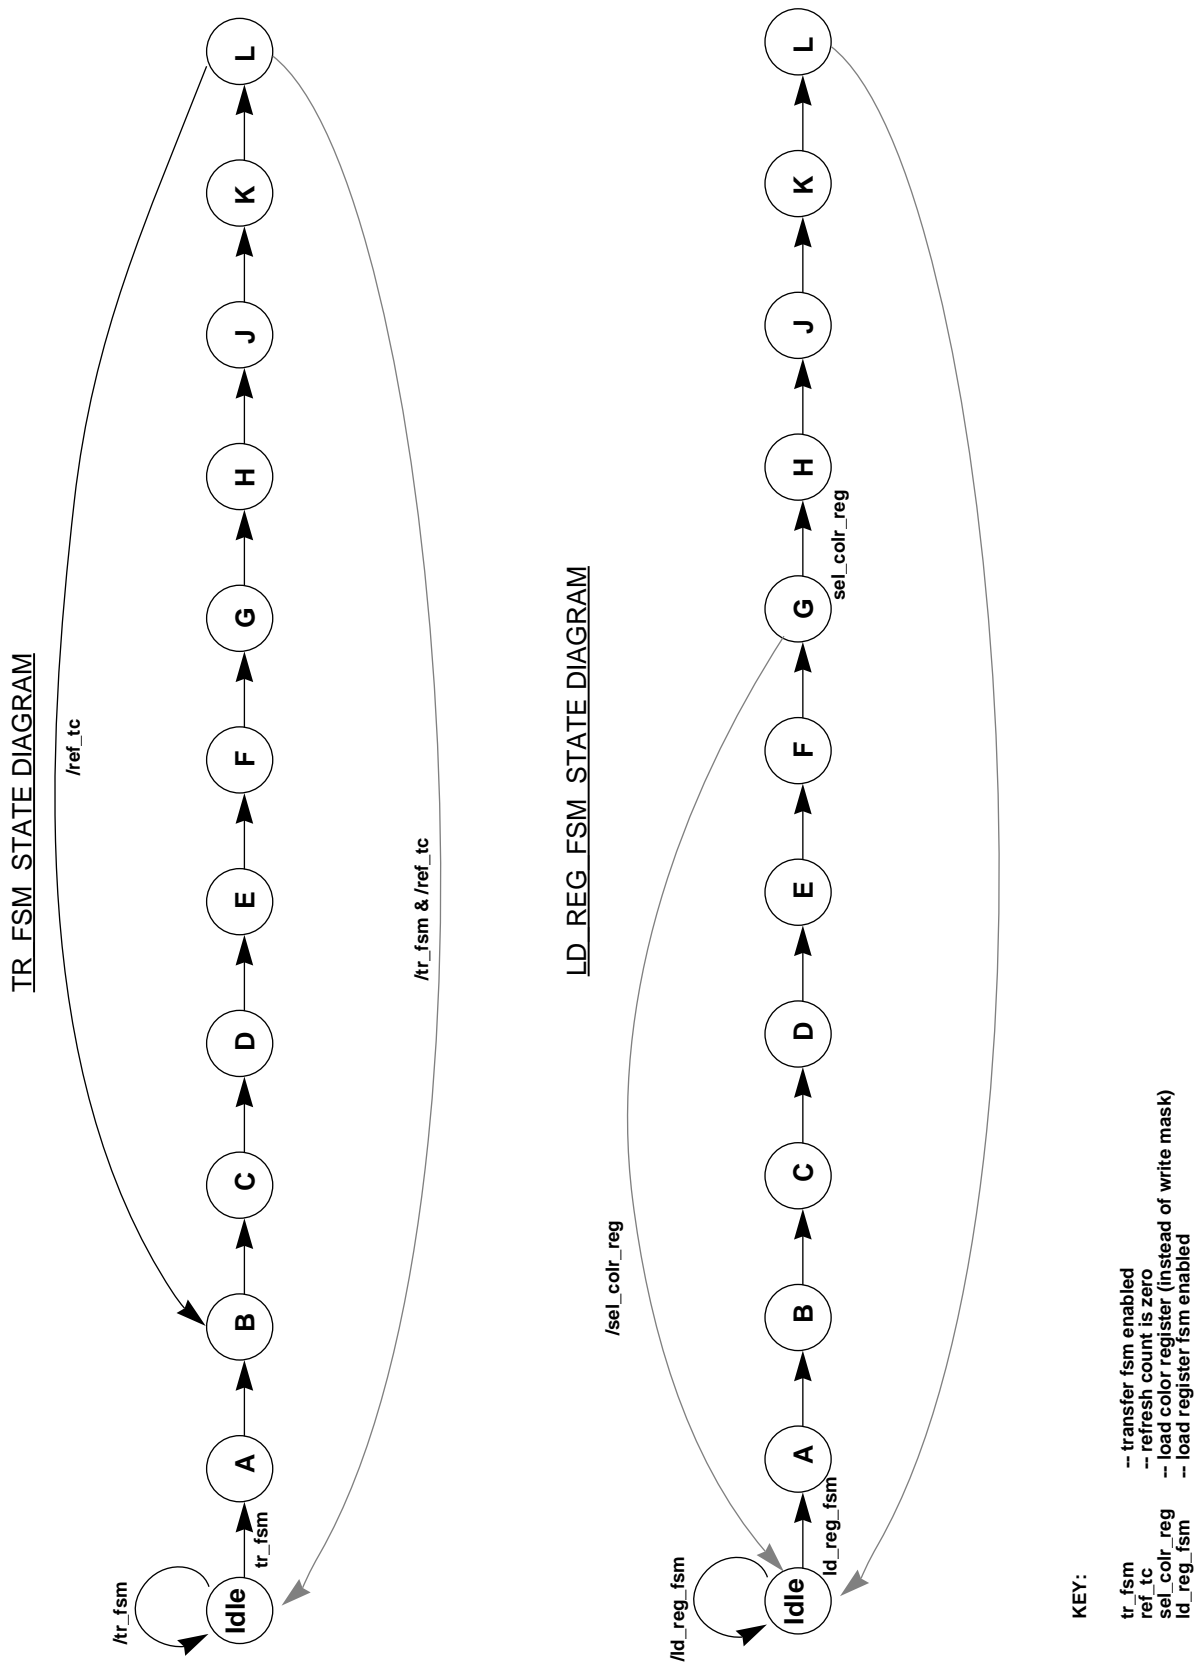 TR_FSM STATE DIAGRAM
/ref_tc
/tr_fsm
Idle
tr_fsm
A
B
C
D
E
F
G
H
J
K
L
/tr_fsm & /ref_tc
LD_REG_FSM STATE DIAGRAM
/sel_colr_reg
/ld_reg_fsm
Idle
ld_reg_fsm
A
B
C
D
E
F
G
sel_colr_reg
H
J
K
L
KEY:
tr_fsm -- transfer fsm enabled
ref_tc -- refresh count is zero
sel_colr_reg -- load color register (instead of write mask)
ld_reg_fsm -- load register fsm enabled